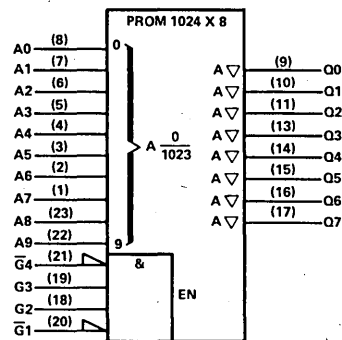 PROM 1024 X 8
A0 (8) 0 A ▽ (9) Q0
A1 (7) A ▽ (10) Q1
A2 (6) A ▽ (11) Q2
A3 (5) A ▽ (13) Q3
A4 (4) A ▽ (14) Q4
A5 (3) A ▽ (15) Q5
A6 (2) A ▽ (16) Q6
A7 (1) A ▽ (17) Q7
A 0/1023
A8 (23)
A9 (22) 9
G̅4 (21) &
G3 (19) EN
G2 (18)
G̅1 (20)